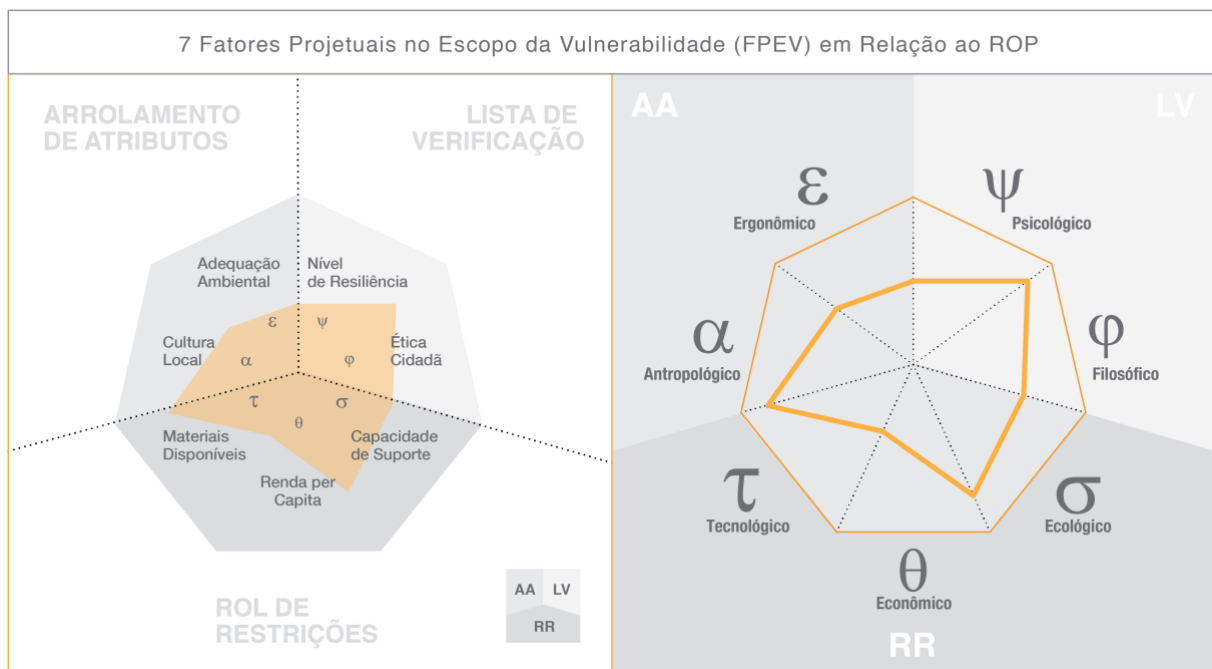 7 Fatores Projetuais no Escopo da Vulnerabilidade (FPEV) em Relação ao ROP
ARROLAMENTO
DE ATRIBUTOS
LISTA DE
VERIFICAÇÃO
Adequação
Ambiental
Nível
de Resiliência
ε
ψ
Cultura
Local
α
φ
Ética
Cidadã
τ
σ
θ
Materiais
Disponíveis
Capacidade
de Suporte
Renda per
Capita
ROL DE
RESTRIÇÕES
AA
LV
RR
AA
LV
ε
Ergonômico
ψ
Psicológico
α
Antropológico
φ
Filosófico
τ
Tecnológico
σ
Ecológico
θ
Econômico
RR